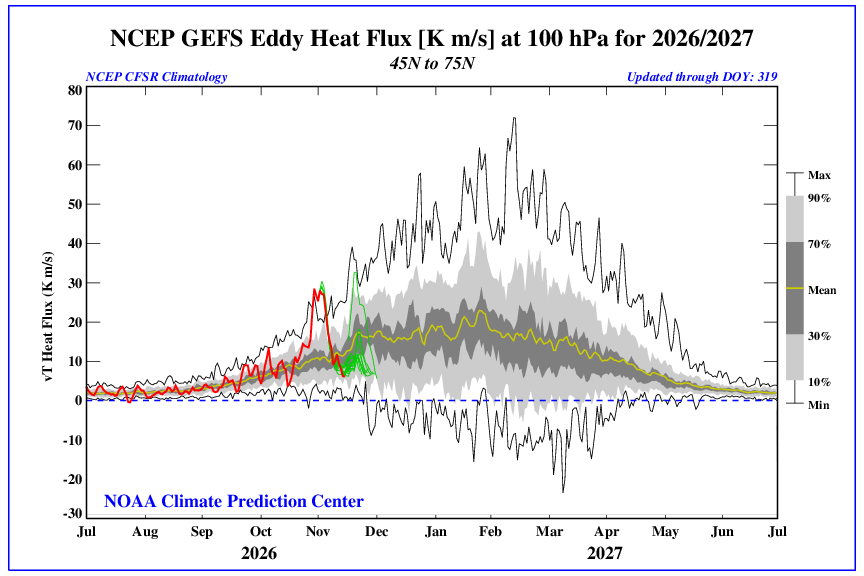 NCEP GEFS Eddy Heat Flux [K m/s] at 100 hPa for 2026/2027
45N to 75N
NCEP CFSR Climatology
Updated through DOY: 319
vT Heat Flux (K m/s)
80
70
60
50
40
30
20
10
0
-10
-20
-30
Max
90%
70%
Mean
30%
10%
Min
NOAA Climate Prediction Center
Jul Aug Sep Oct Nov Dec Jan Feb Mar Apr May Jun Jul
2026 2027